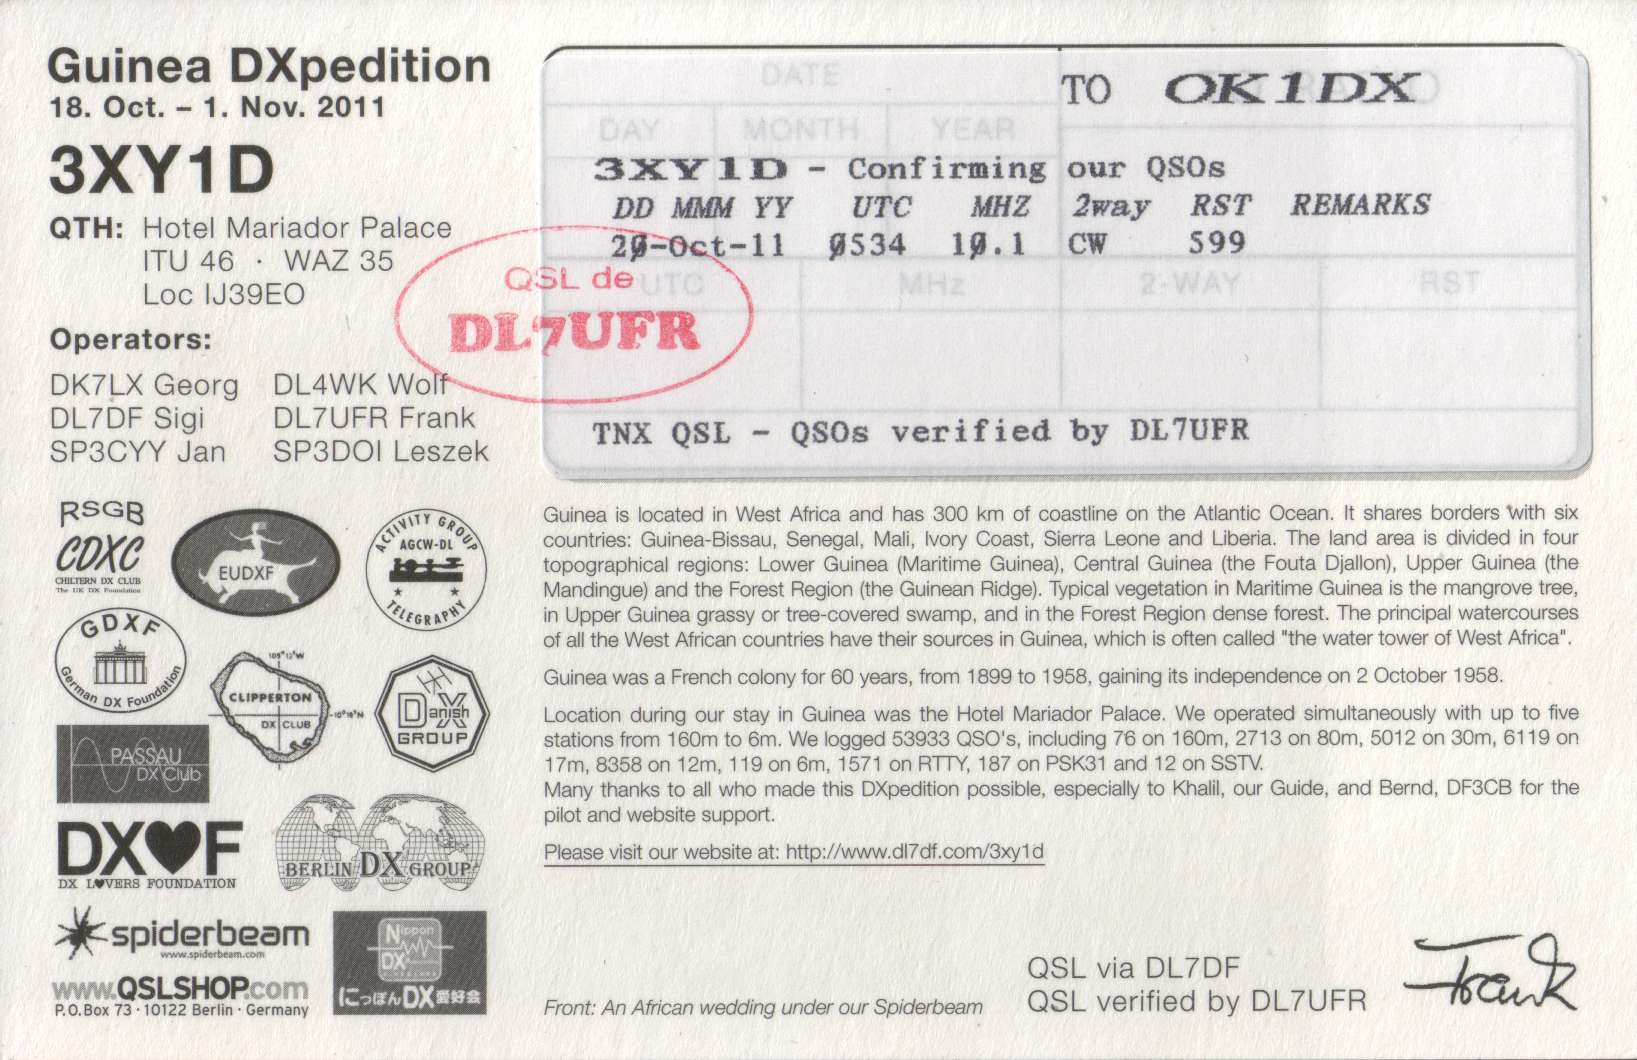 Guinea DXpedition
18. Oct. – 1. Nov. 2011
3XY1D
QTH: Hotel Mariador Palace
ITU 46 · WAZ 35
Loc IJ39EO
Operators:
DK7LX Georg DL4WK Wolf
DL7DF Sigi DL7UFR Frank
SP3CYY Jan SP3DOI Leszek
DATE
DAY MONTH YEAR
UTC MHz 2-WAY RST
TO OK1DX
3XY1D - Confirming our QSOs
DD MMM YY UTC MHZ 2way RST REMARKS
20-Oct-11 0534 10.1 CW 599
TNX QSL - QSOs verified by DL7UFR
QSL de
DL7UFR
RSGB
CDXC
CHILTERN DX CLUB
The UK DX Foundation
EUDXF
ACTIVITY GROUP
AGCW-DL
TELEGRAPHY
GDXF
German DX Foundation
109°13"W
CLIPPERTON
DX CLUB
10°18"N
Danish
DX
GROUP
PASSAU
DX Club
DX♥F
DX L♥VERS FOUNDATION
BERLIN DX GROUP
spiderbeam
www.spiderbeam.com
www.QSLSHOP.com
P.O.Box 73 · 10122 Berlin · Germany
Nippon
DX
にっぽんDX愛好会
Guinea is located in West Africa and has 300 km of coastline on the Atlantic Ocean. It shares borders with six
countries: Guinea-Bissau, Senegal, Mali, Ivory Coast, Sierra Leone and Liberia. The land area is divided in four
topographical regions: Lower Guinea (Maritime Guinea), Central Guinea (the Fouta Djallon), Upper Guinea (the
Mandingue) and the Forest Region (the Guinean Ridge). Typical vegetation in Maritime Guinea is the mangrove tree,
in Upper Guinea grassy or tree-covered swamp, and in the Forest Region dense forest. The principal watercourses
of all the West African countries have their sources in Guinea, which is often called "the water tower of West Africa".
Guinea was a French colony for 60 years, from 1899 to 1958, gaining its independence on 2 October 1958.
Location during our stay in Guinea was the Hotel Mariador Palace. We operated simultaneously with up to five
stations from 160m to 6m. We logged 53933 QSO's, including 76 on 160m, 2713 on 80m, 5012 on 30m, 6119 on
17m, 8358 on 12m, 119 on 6m, 1571 on RTTY, 187 on PSK31 and 12 on SSTV.
Many thanks to all who made this DXpedition possible, especially to Khalil, our Guide, and Bernd, DF3CB for the
pilot and website support.
Please visit our website at: http://www.dl7df.com/3xy1d
Front: An African wedding under our Spiderbeam
QSL via DL7DF
QSL verified by DL7UFR
Frank